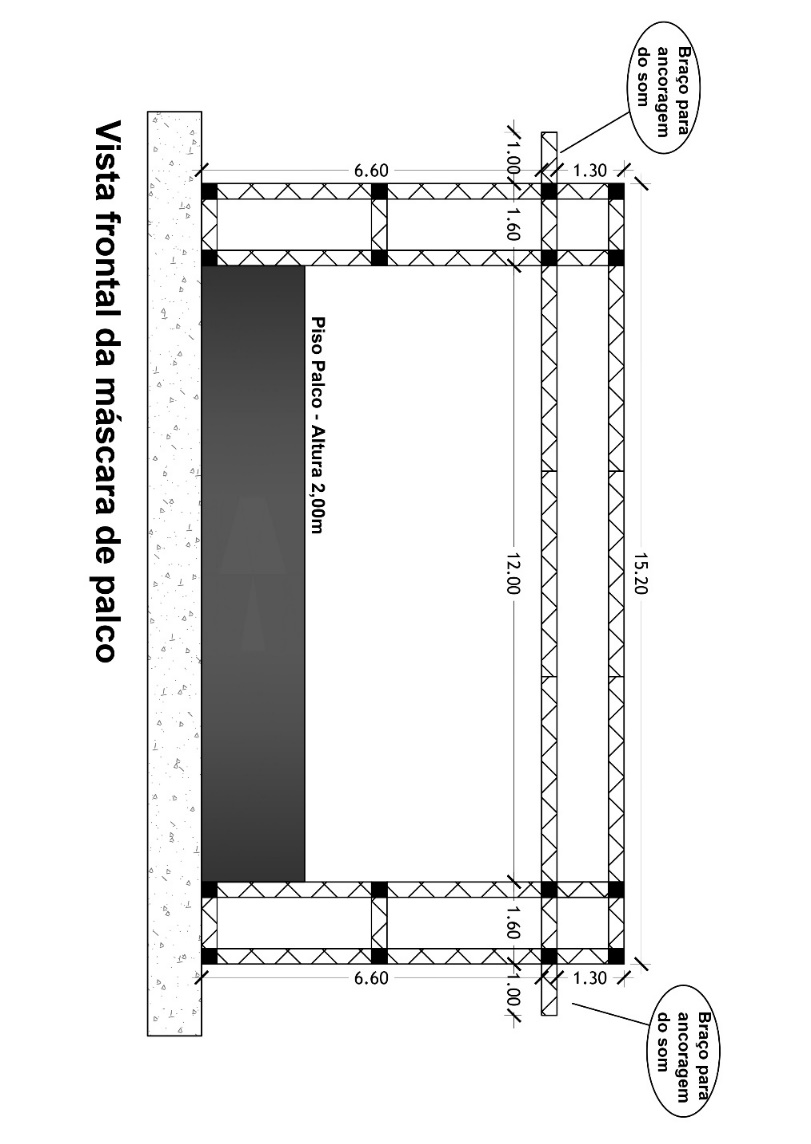 Braço para
ancoragem
do som
Braço para
ancoragem
do som
15.20
1.30
1.30
1.00
1.60
12.00
1.60
1.00
6.60
6.60
Piso Palco - Altura 2,00m
Vista frontal da máscara de palco